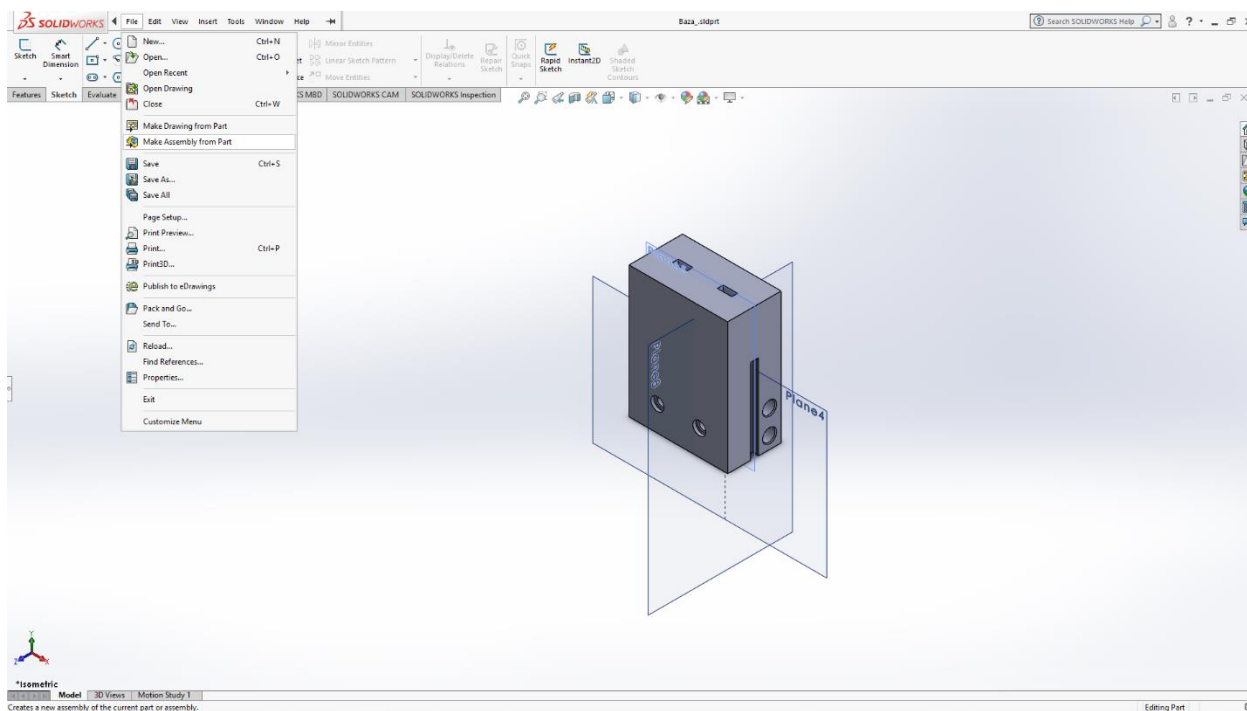 SOLIDWORKS File Edit View Insert Tools Window Help Baza_.sldprt Search SOLIDWORKS Help ?
Sketch Smart Dimension Mirror Entities Linear Sketch Pattern Move Entities Display/Delete Relations Repair Sketch Quick Snaps Rapid Sketch Instant2D Shaded Sketch Contours
Features Sketch Evaluate MBD SOLIDWORKS CAM SOLIDWORKS Inspection
New... Ctrl+N
Open... Ctrl+O
Open Recent
Open Drawing
Close Ctrl+W
Make Drawing from Part
Make Assembly from Part
Save Ctrl+S
Save As...
Save All
Page Setup...
Print Preview...
Print... Ctrl+P
Print3D...
Publish to eDrawings
Pack and Go...
Send To...
Reload...
Find References...
Properties...
Exit
Customize Menu
Plane4
Y
Z X
*Isometric
Model 3D Views Motion Study 1
Creates a new assembly of the current part or assembly. Editing Part